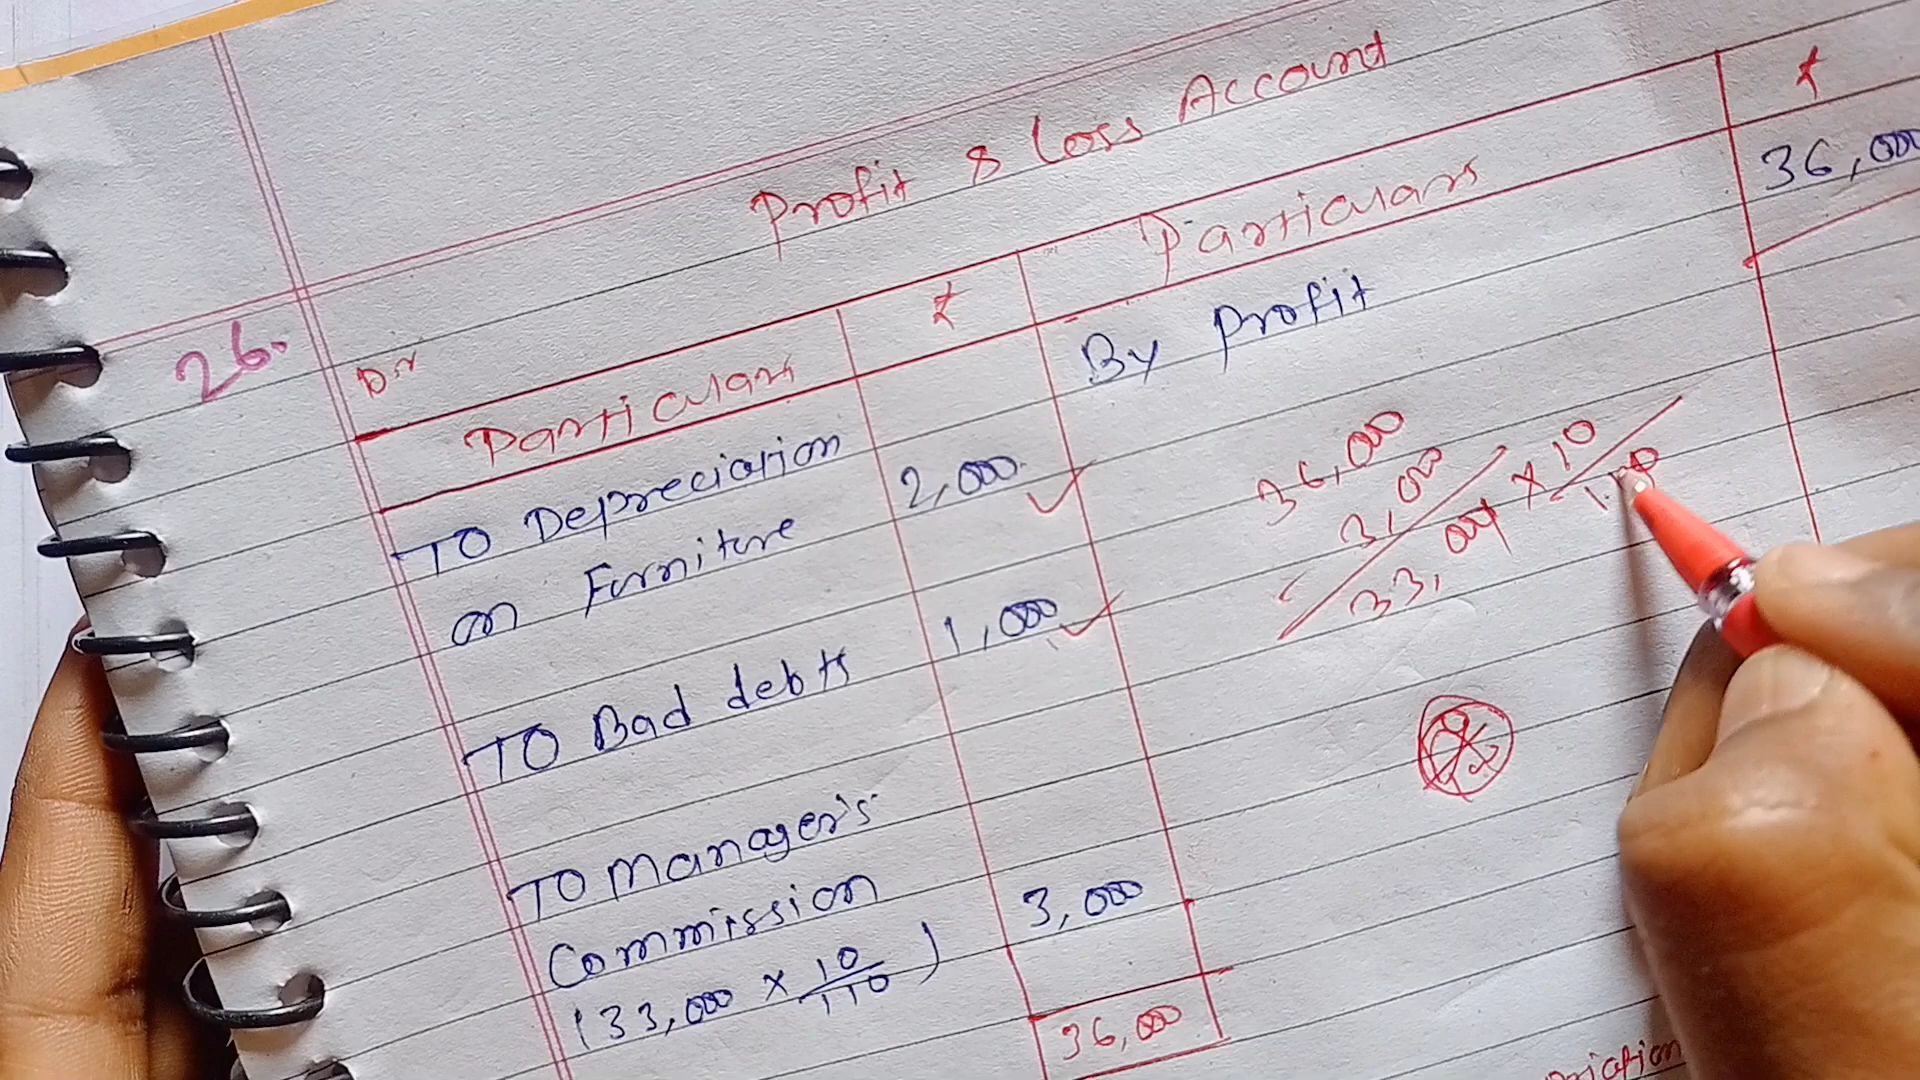 Profit & Loss Account
26.
Dr
Particulars ₹ Particulars ₹
TO Depreciation on Furniture 2,000
By Profit 36,000
TO Bad debts 1,000
TO Manager's
Commission
(33,000 × 10/110) 3,000
36,000
36,000
3,000
33,000 × 10/110